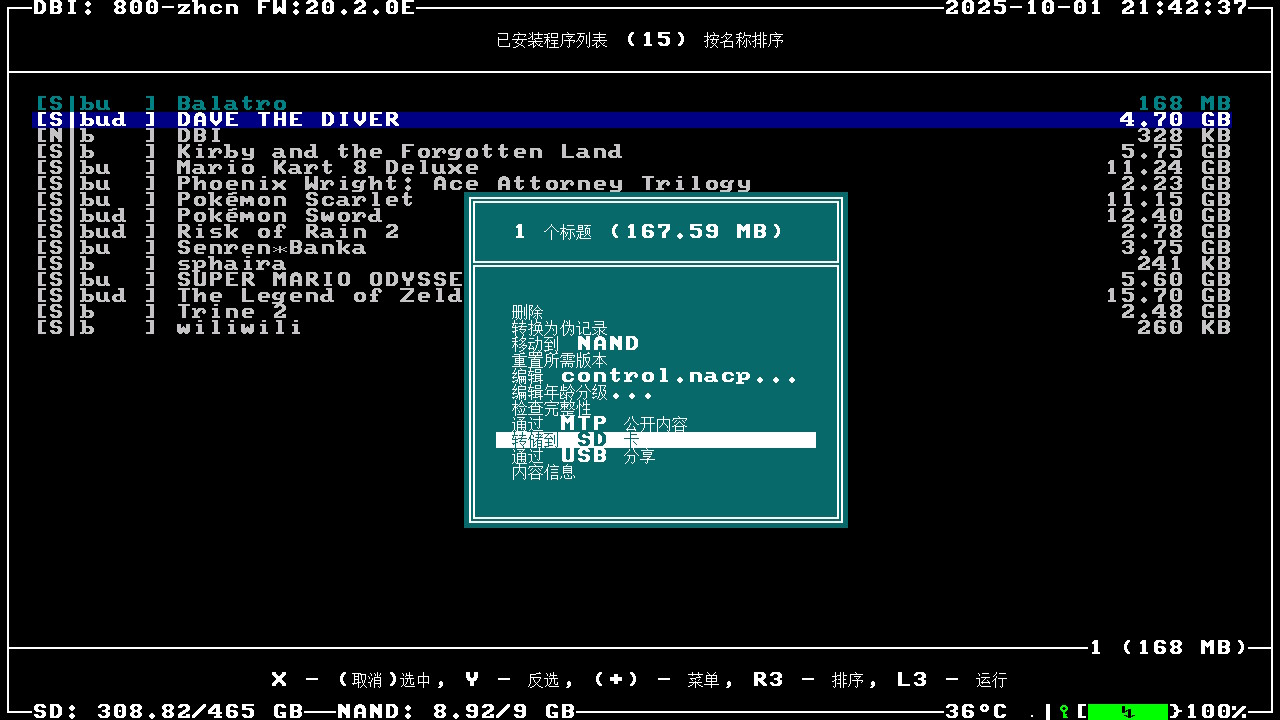 DBI: 800-zhcn FW:20.2.0E 2025-10-01 21:42:37
已安装程序列表 (15) 按名称排序
[S|bu ] Balatro 168 MB
[S|bud ] DAVE THE DIVER 4.70 GB
[N|b ] DBI 328 KB
[S|b ] Kirby and the Forgotten Land 5.75 GB
[S|bu ] Mario Kart 8 Deluxe 11.24 GB
[S|bu ] Phoenix Wright: Ace Attorney Trilogy 2.23 GB
[S|bu ] Pokémon Scarlet 11.15 GB
[S|bud ] Pokémon Sword 12.40 GB
[S|bud ] Risk of Rain 2 2.78 GB
[S|bu ] Senren*Banka 3.75 GB
[S|b ] sphaira 241 KB
[S|bu ] SUPER MARIO ODYSSE 5.60 GB
[S|bud ] The Legend of Zeld 15.70 GB
[S|b ] Trine 2 2.48 GB
[S|b ] wiliwili 260 KB
1 个标题 (167.59 MB)
删除
转换为伪记录
移动到 NAND
重置所需版本
编辑 control.nacp...
编辑年龄分级...
检查完整性
通过 MTP 公开内容
转储到 SD 卡
通过 USB 分享
内容信息
1 (168 MB)
X - (取消)选中, Y - 反选, (+) - 菜单, R3 - 排序, L3 - 运行
SD: 308.82/465 GB NAND: 8.92/9 GB 36°C 100%